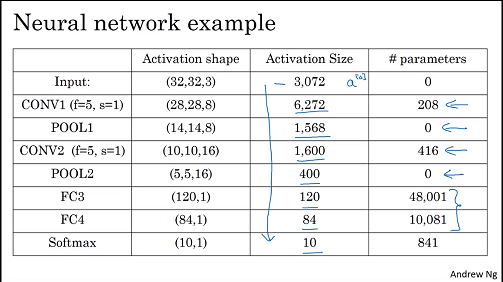 Neural network example
Activation shape Activation Size # parameters
Input: (32,32,3) 3,072 a[0] 0
CONV1 (f=5, s=1) (28,28,8) 6,272 208
POOL1 (14,14,8) 1,568 0
CONV2 (f=5, s=1) (10,10,16) 1,600 416
POOL2 (5,5,16) 400 0
FC3 (120,1) 120 48,001
FC4 (84,1) 84 10,081
Softmax (10,1) 10 841
Andrew Ng